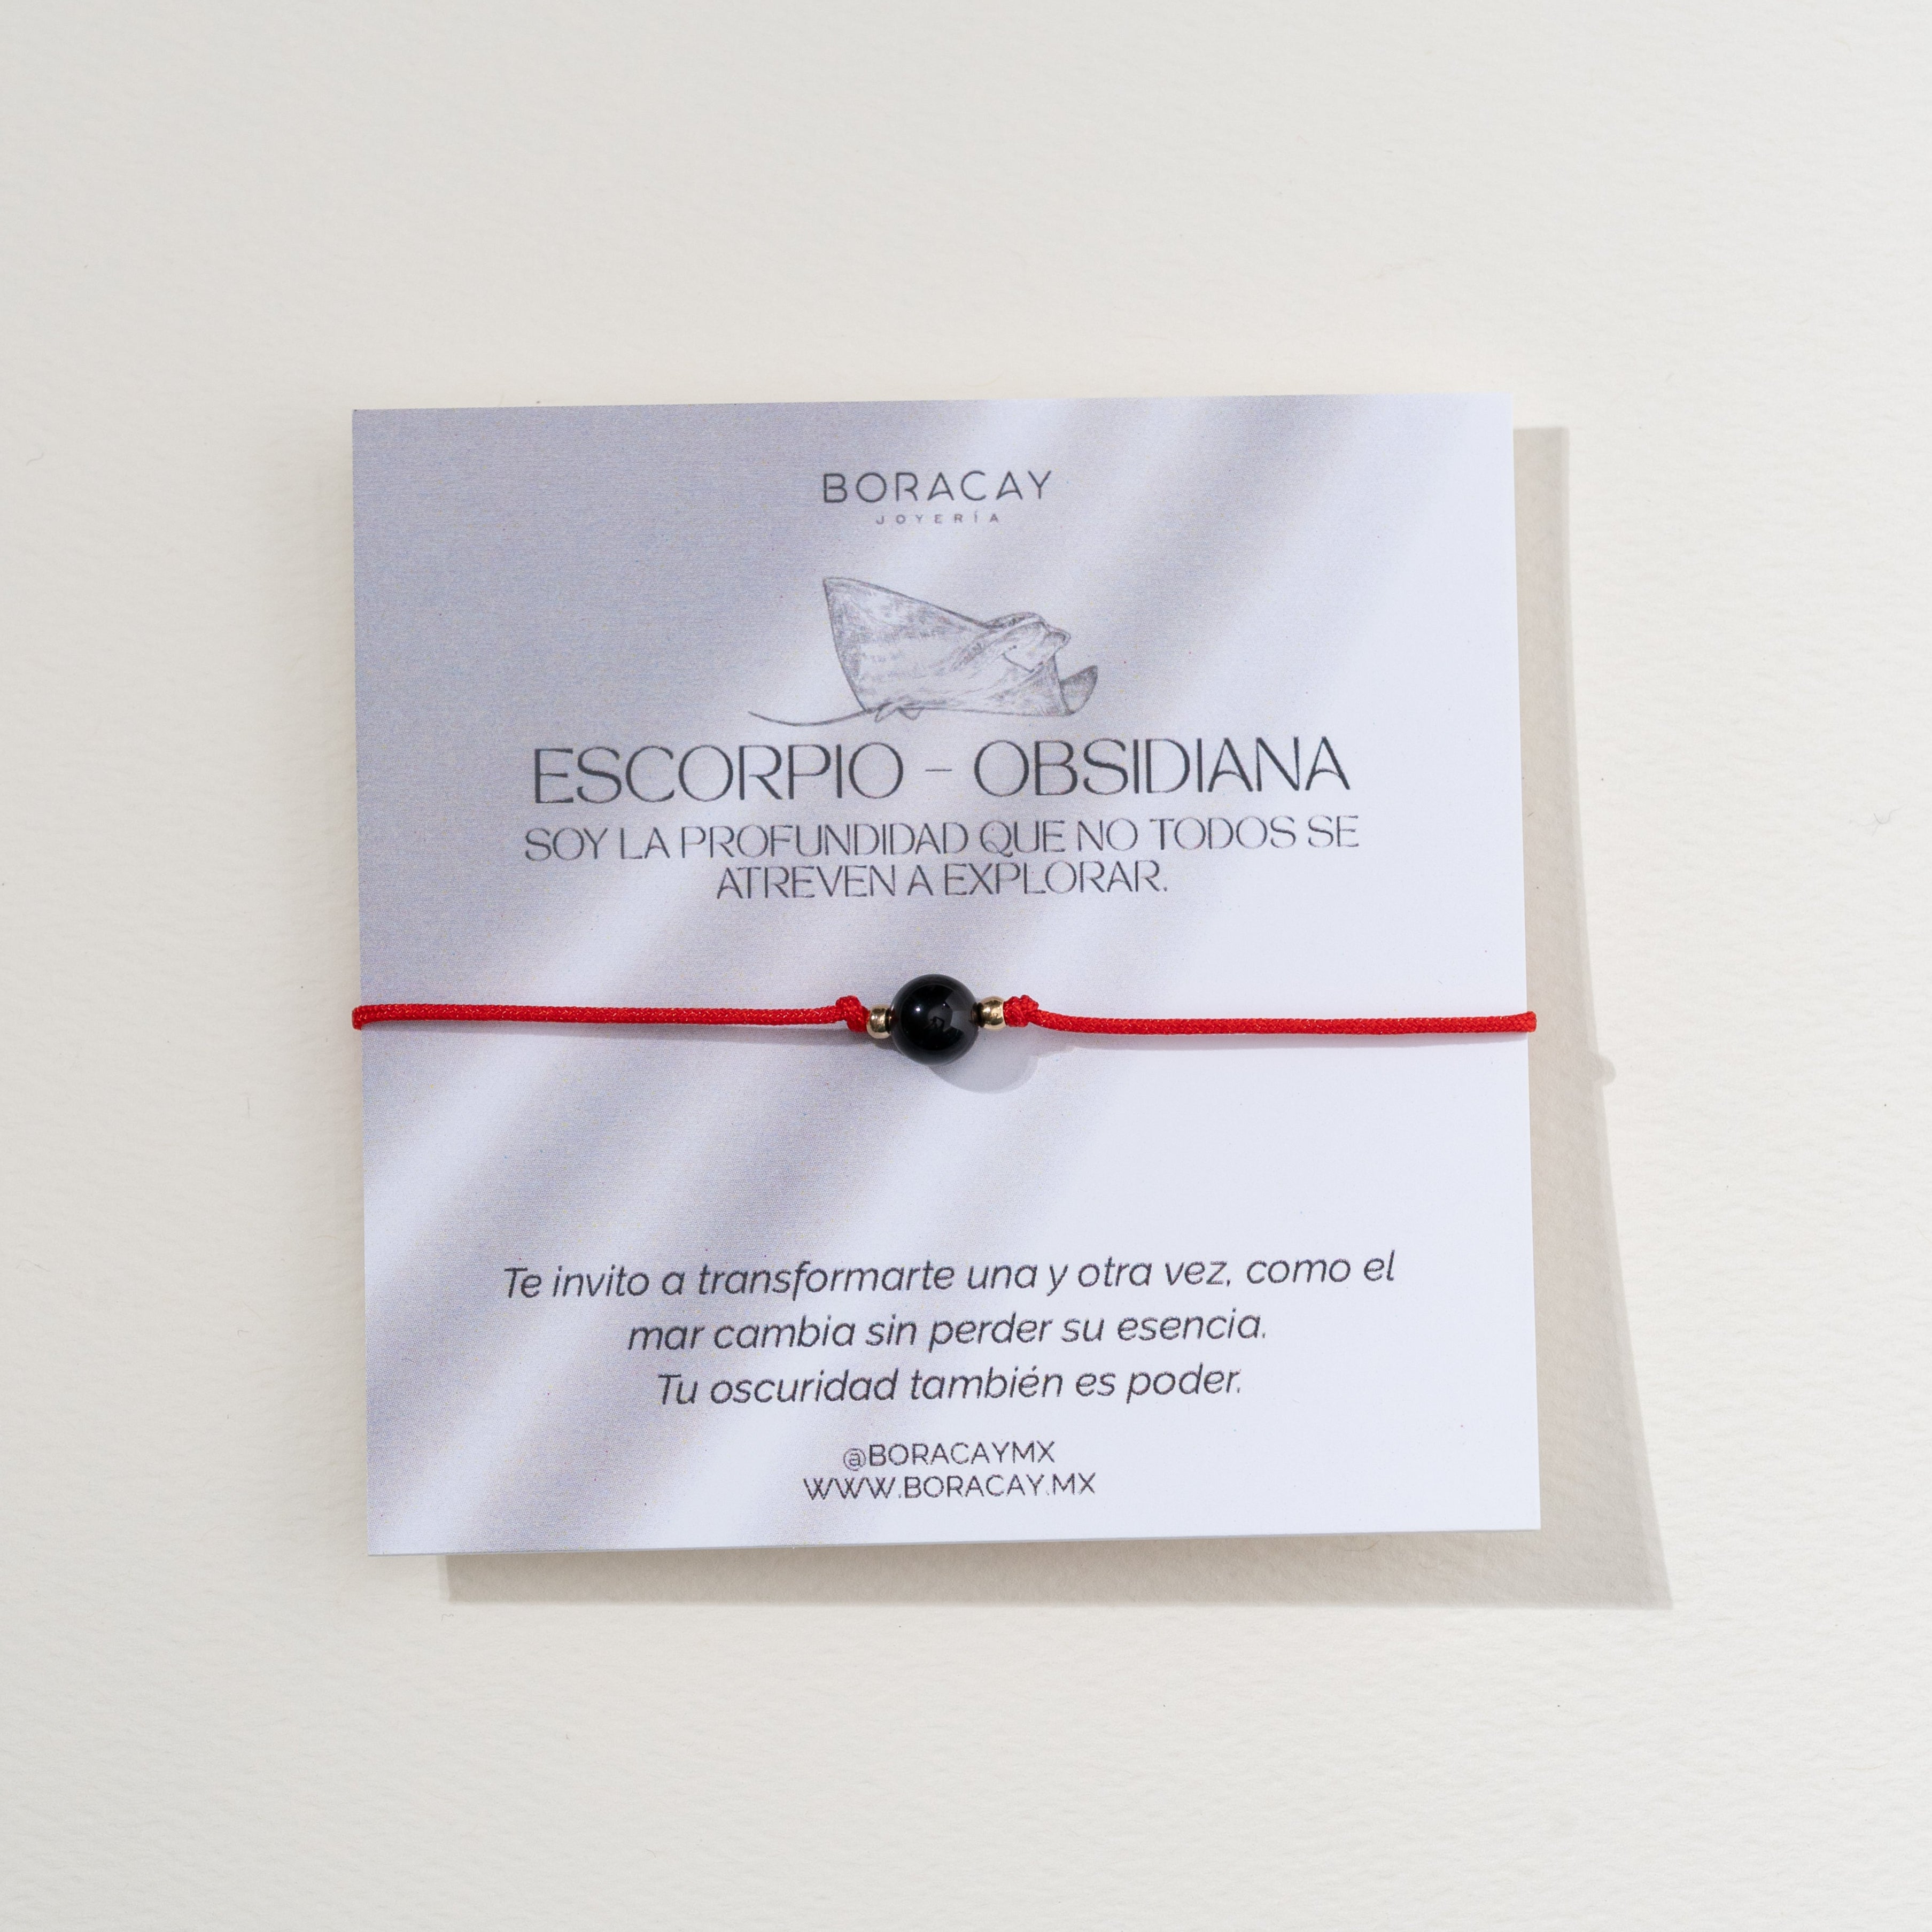 BORACAY
JOYERÍA
ESCORPIO - OBSIDIANA
SOY LA PROFUNDIDAD QUE NO TODOS SE
ATREVEN A EXPLORAR.
Te invito a transformarte una y otra vez, como el
mar cambia sin perder su esencia.
Tu oscuridad también es poder.
@BORACAYMX
WWW.BORACAY.MX